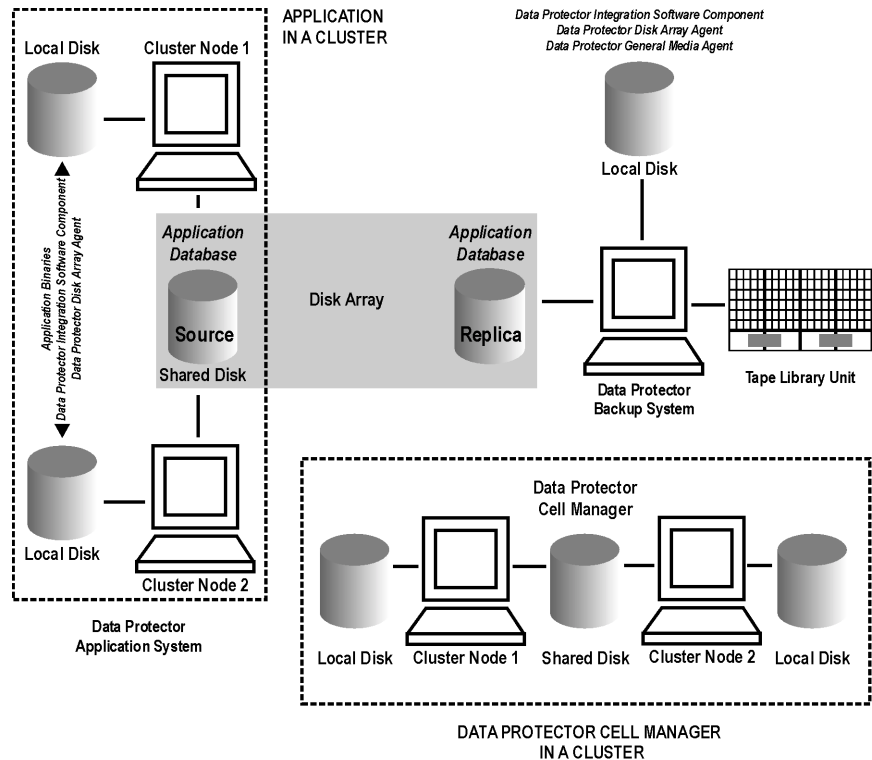 APPLICATION
IN A CLUSTER
Data Protector Integration Software Component
Data Protector Disk Array Agent
Data Protector General Media Agent
Local Disk
Cluster Node 1
Local Disk
Application Binaries
Data Protector Integration Software Component
Data Protector Disk Array Agent
Application
Database
Source
Shared Disk
Disk Array
Application
Database
Replica
Data Protector
Backup System
Tape Library Unit
Local Disk
Cluster Node 2
Data Protector
Application System
Data Protector
Cell Manager
Local Disk
Cluster Node 1
Shared Disk
Cluster Node 2
Local Disk
DATA PROTECTOR CELL MANAGER
IN A CLUSTER